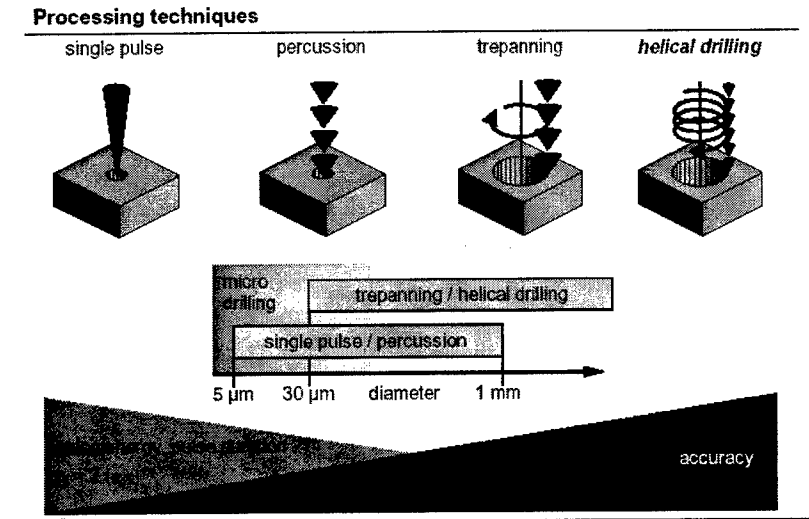 Processing techniques
single pulse
percussion
trepanning
helical drilling
micro
drilling
trepanning / helical drilling
single pulse / percussion
5 µm
30 µm
diameter
1 mm
accuracy